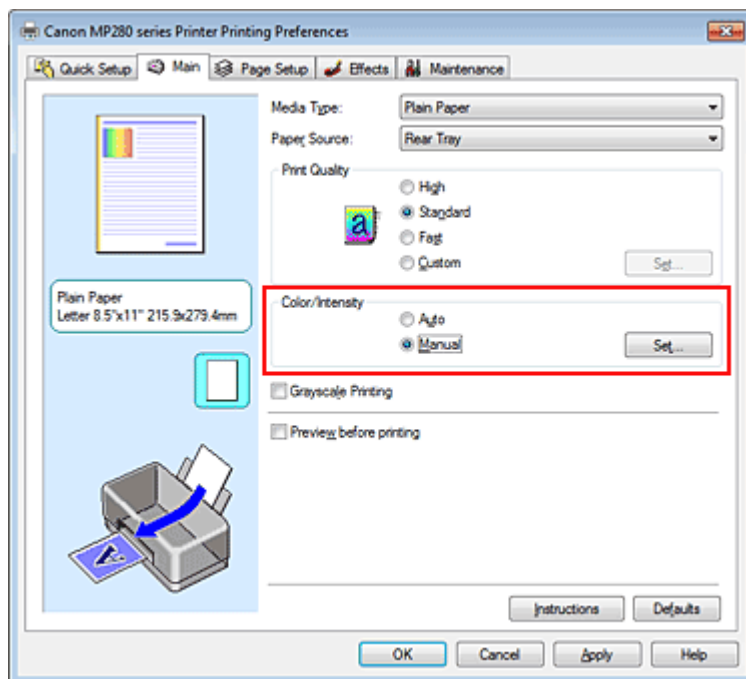 Canon MP280 series Printer Printing Preferences
Quick Setup Main Page Setup Effects Maintenance
Media Type: Plain Paper
Paper Source: Rear Tray
Print Quality
High
a Standard
Fast
Custom Set...
Plain Paper
Letter 8.5"x11" 215.9x279.4mm
Color/Intensity
Auto
Manual Set...
Grayscale Printing
Preview before printing
A
Instructions Defaults
OK Cancel Apply Help